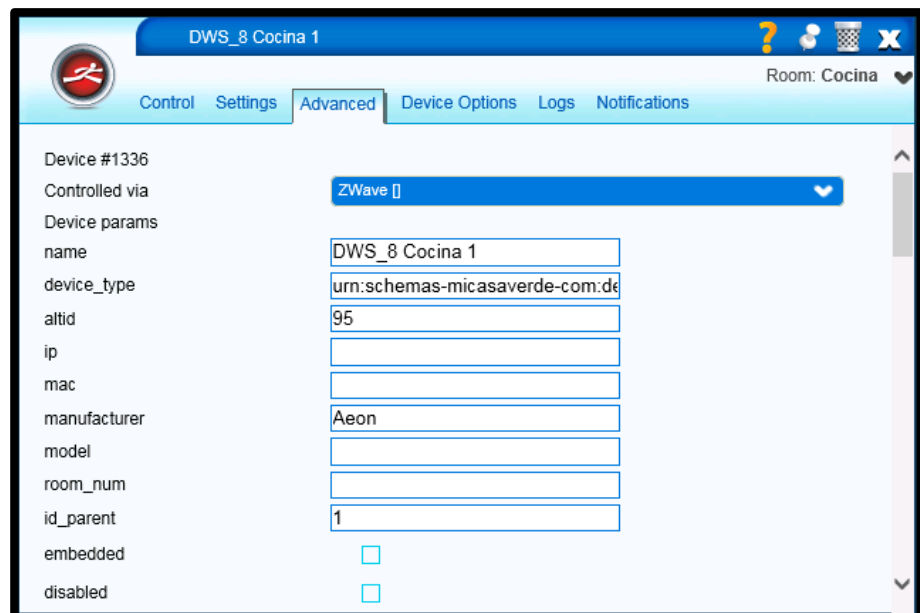 DWS_8 Cocina 1
Room: Cocina
Control Settings Advanced Device Options Logs Notifications
Device #1336
Controlled via ZWave []
Device params
name DWS_8 Cocina 1
device_type urn:schemas-micasaverde-com:de
altid 95
ip
mac
manufacturer Aeon
model
room_num
id_parent 1
embedded
disabled